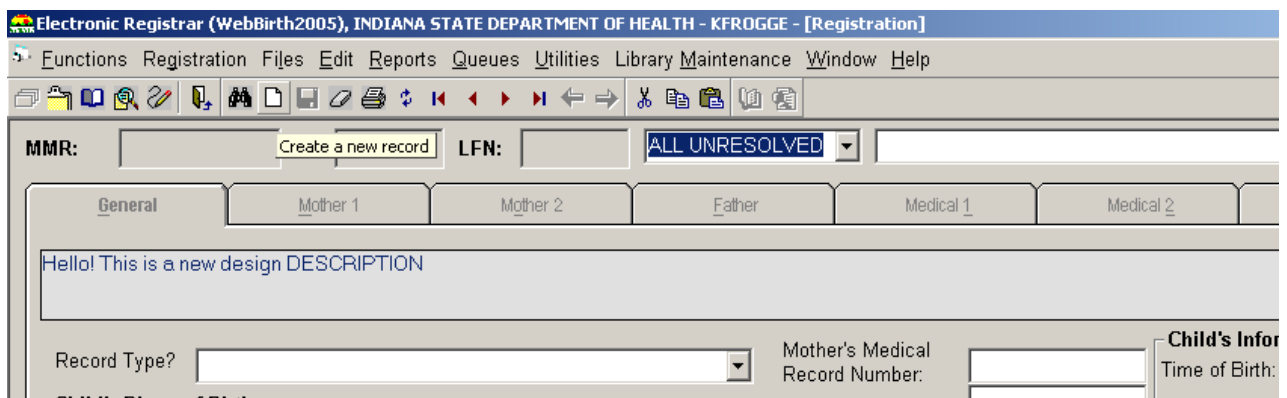 Electronic Registrar (WebBirth2005), INDIANA STATE DEPARTMENT OF HEALTH - KFROGGE - [Registration]
Functions Registration Files Edit Reports Queues Utilities Library Maintenance Window Help
MMR: Create a new record LFN: ALL UNRESOLVED
General Mother 1 Mother 2 Father Medical 1 Medical 2
Hello! This is a new design DESCRIPTION
Record Type?
Mother's Medical
Record Number:
Child's Infor
Time of Birth: